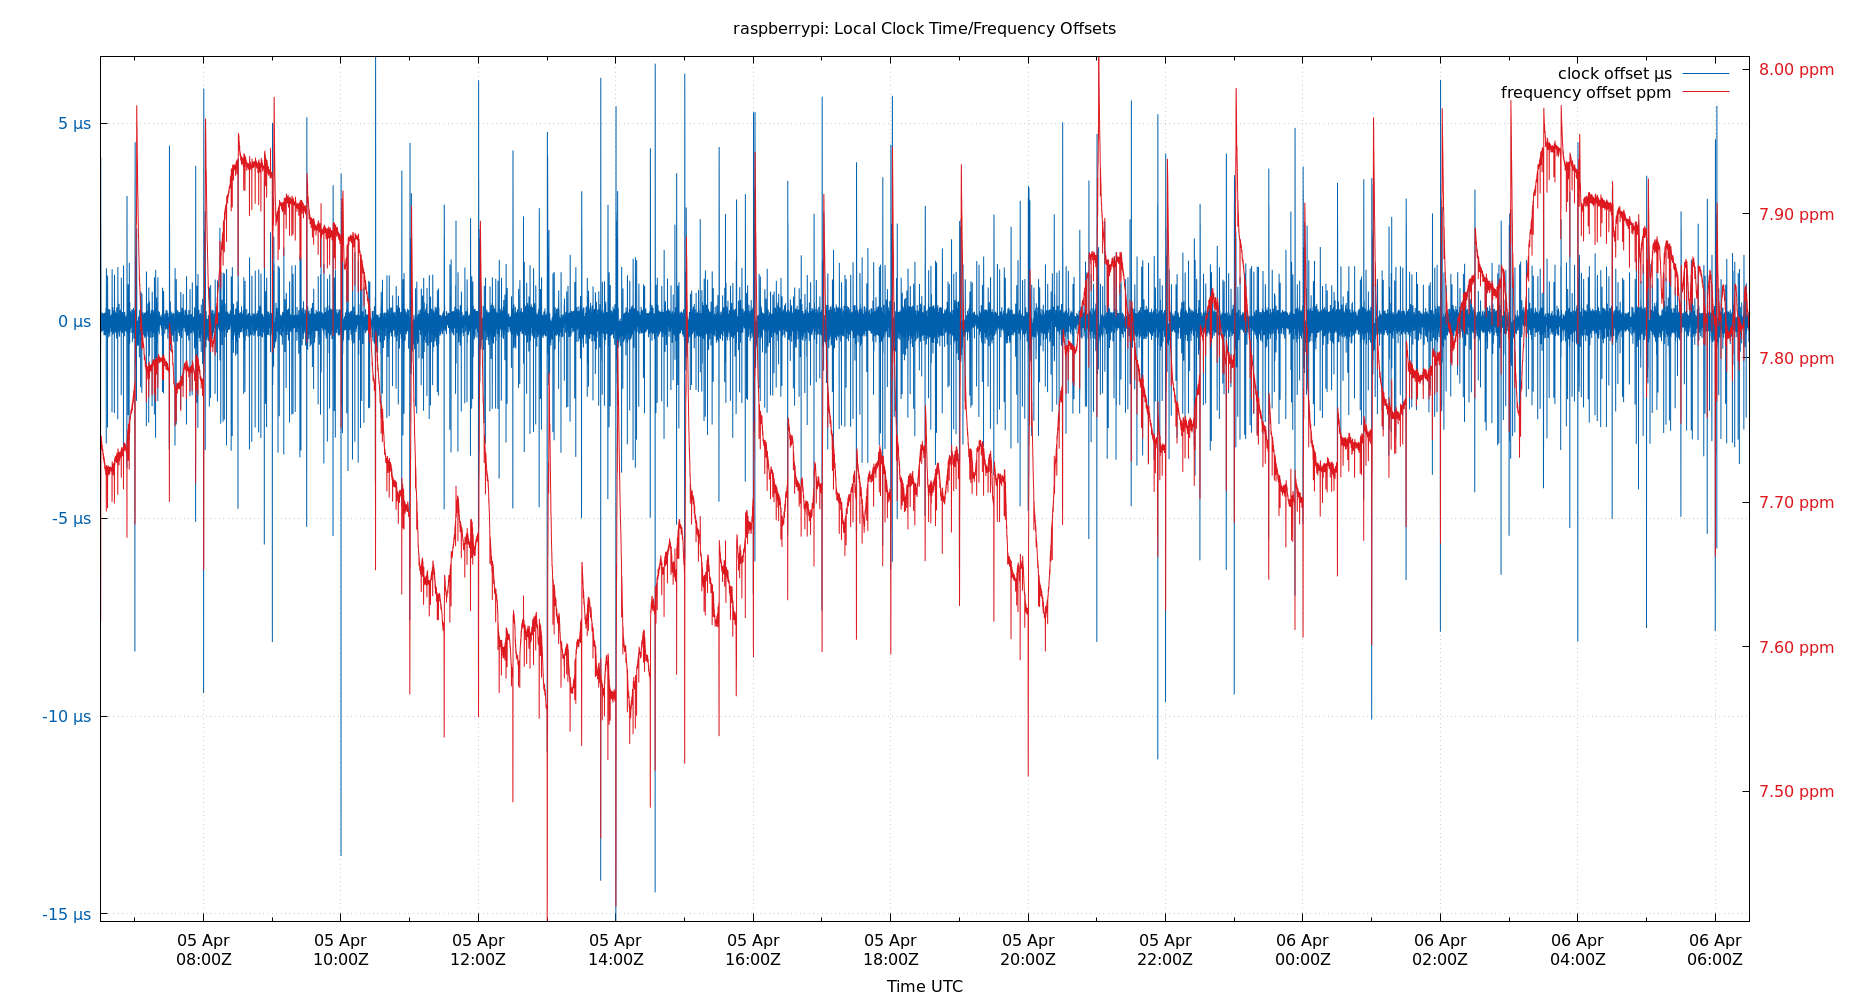 raspberrypi: Local Clock Time/Frequency Offsets
clock offset µs
frequency offset ppm
5 µs
0 µs
-5 µs
-10 µs
-15 µs
8.00 ppm
7.90 ppm
7.80 ppm
7.70 ppm
7.60 ppm
7.50 ppm
05 Apr 05 Apr 05 Apr 05 Apr 05 Apr 05 Apr 05 Apr 05 Apr 06 Apr 06 Apr 06 Apr 06 Apr
08:00Z 10:00Z 12:00Z 14:00Z 16:00Z 18:00Z 20:00Z 22:00Z 00:00Z 02:00Z 04:00Z 06:00Z
Time UTC